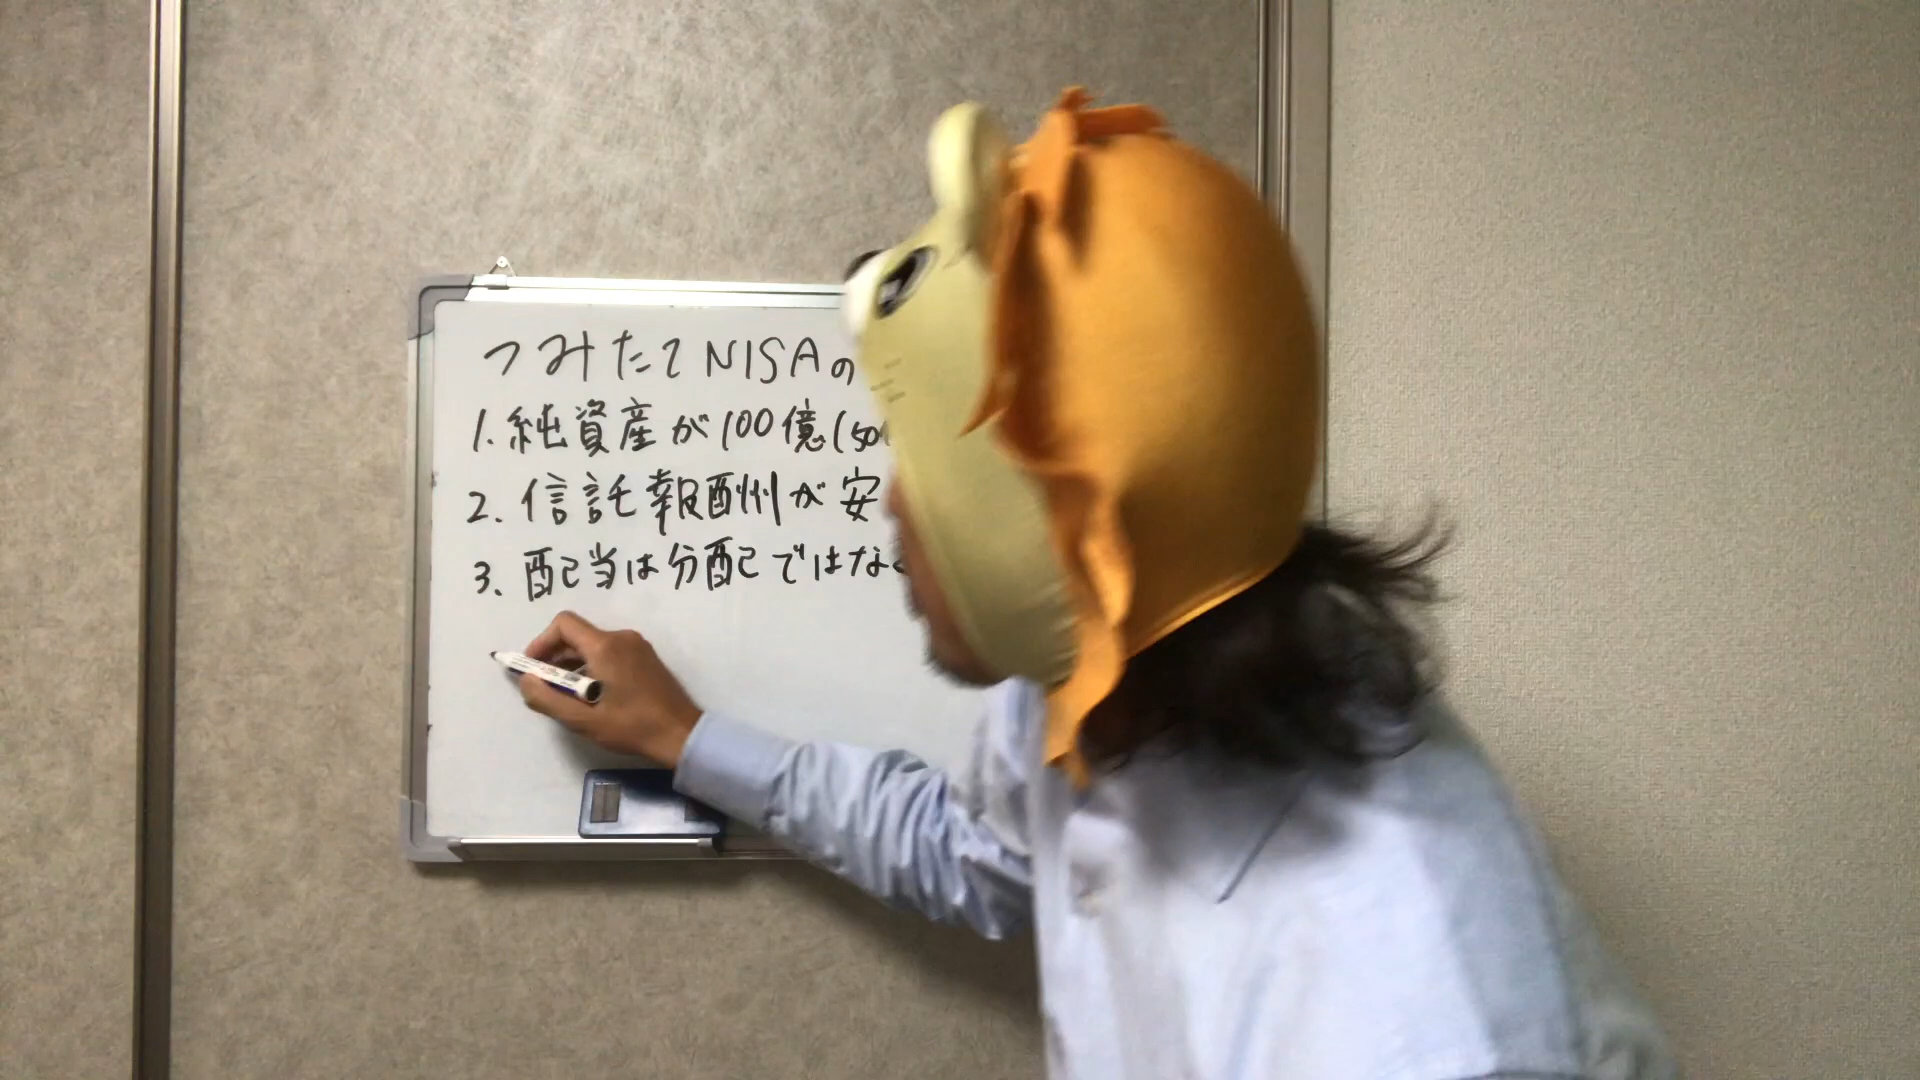 つみたてNISAの
1. 純資産が100億(50
2. 信託報酬が安
3. 配当は分配ではなく